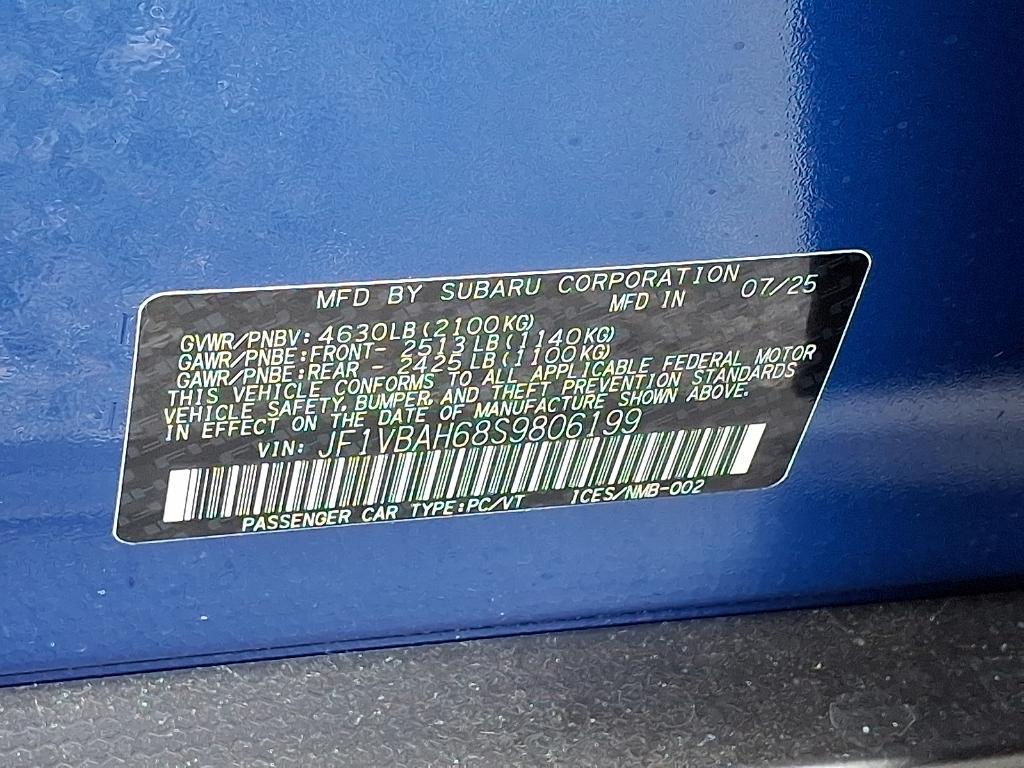 MFD BY SUBARU CORPORATION
MFD IN 07/25
GVWR/PNBV: 4630LB(2100KG)
GAWR/PNBE:FRONT- 2513LB(1140KG)
GAWR/PNBE:REAR - 2425LB(1100KG)
THIS VEHICLE CONFORMS TO ALL APPLICABLE FEDERAL MOTOR
VEHICLE SAFETY, BUMPER, AND THEFT PREVENTION STANDARDS
IN EFFECT ON THE DATE OF MANUFACTURE SHOWN ABOVE.
VIN: JF1VBAH68S9806199
PASSENGER CAR TYPE:PC/VT ICES/NMB-002